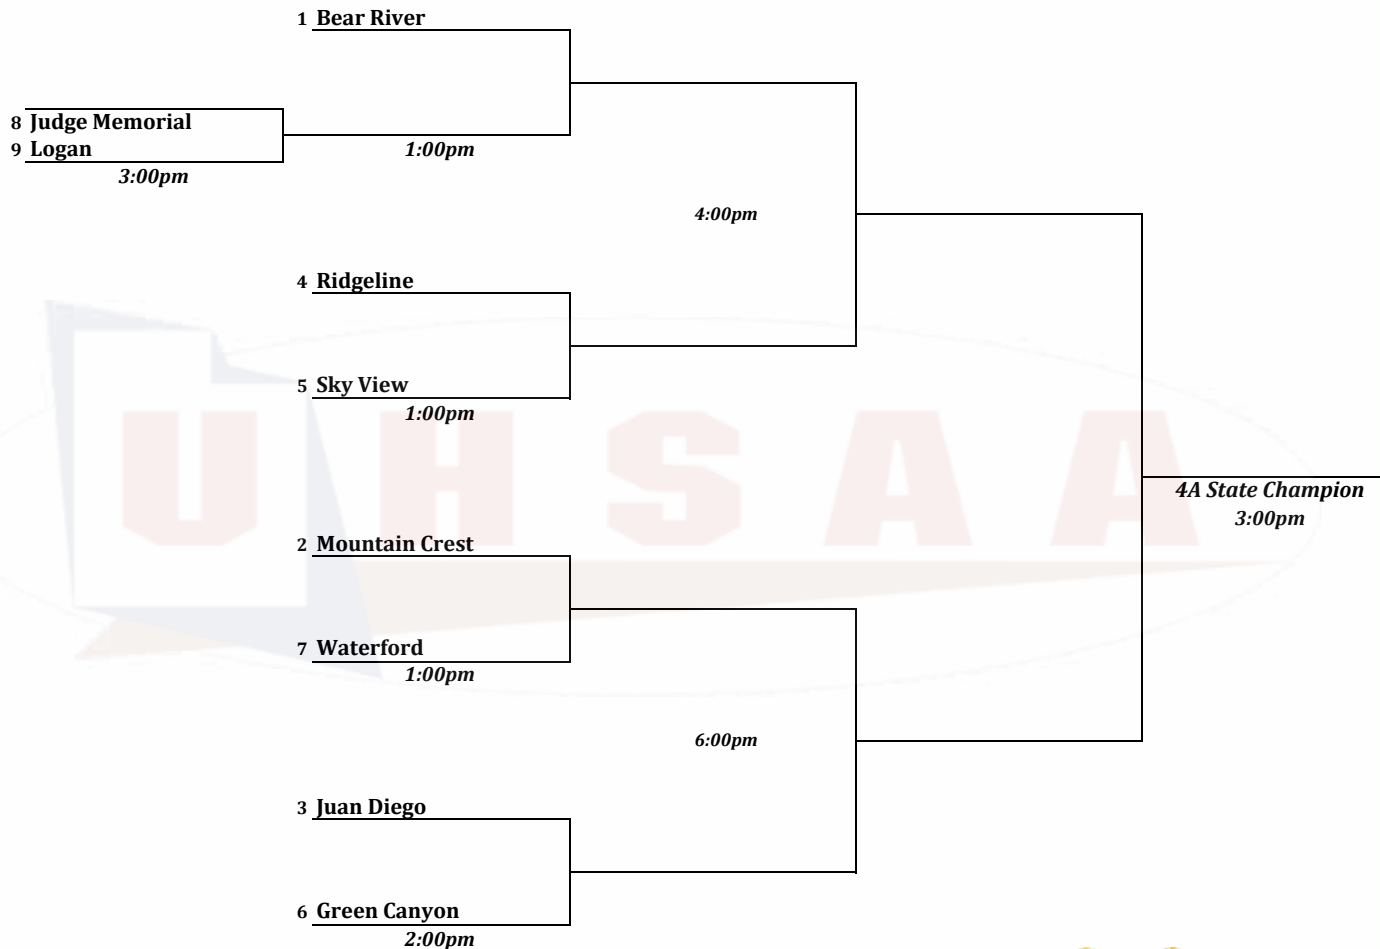 1 Bear River
8 Judge Memorial
9 Logan
3:00pm
1:00pm
4:00pm
4 Ridgeline
5 Sky View
1:00pm
UHSAA
4A State Champion
3:00pm
2 Mountain Crest
7 Waterford
1:00pm
6:00pm
3 Juan Diego
6 Green Canyon
2:00pm